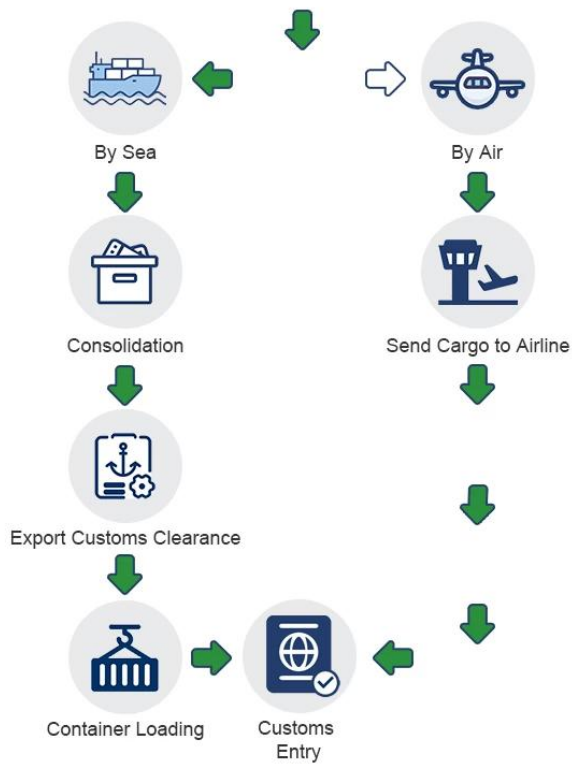 By Sea
By Air
Consolidation
Send Cargo to Airline
Export Customs Clearance
Container Loading
Customs
Entry